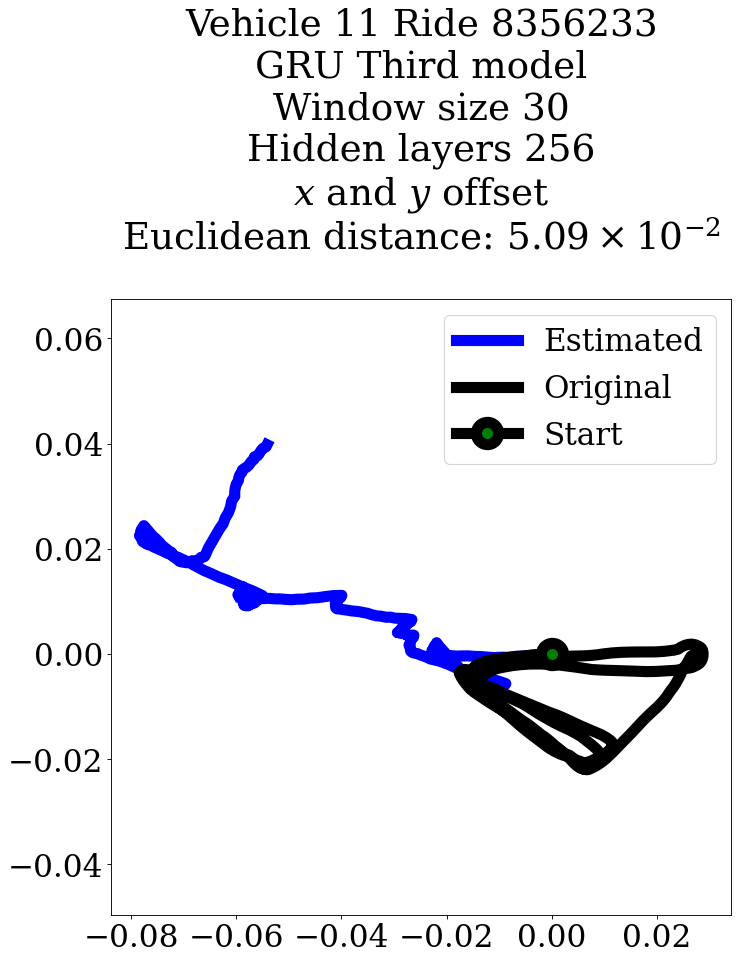 Vehicle 11 Ride 8356233
GRU Third model
Window size 30
Hidden layers 256
x and y offset
Euclidean distance: 5.09 × 10⁻²
Estimated
Original
Start
0.06
0.04
0.02
0.00
−0.02
−0.04
−0.08 −0.06 −0.04 −0.02 0.00 0.02